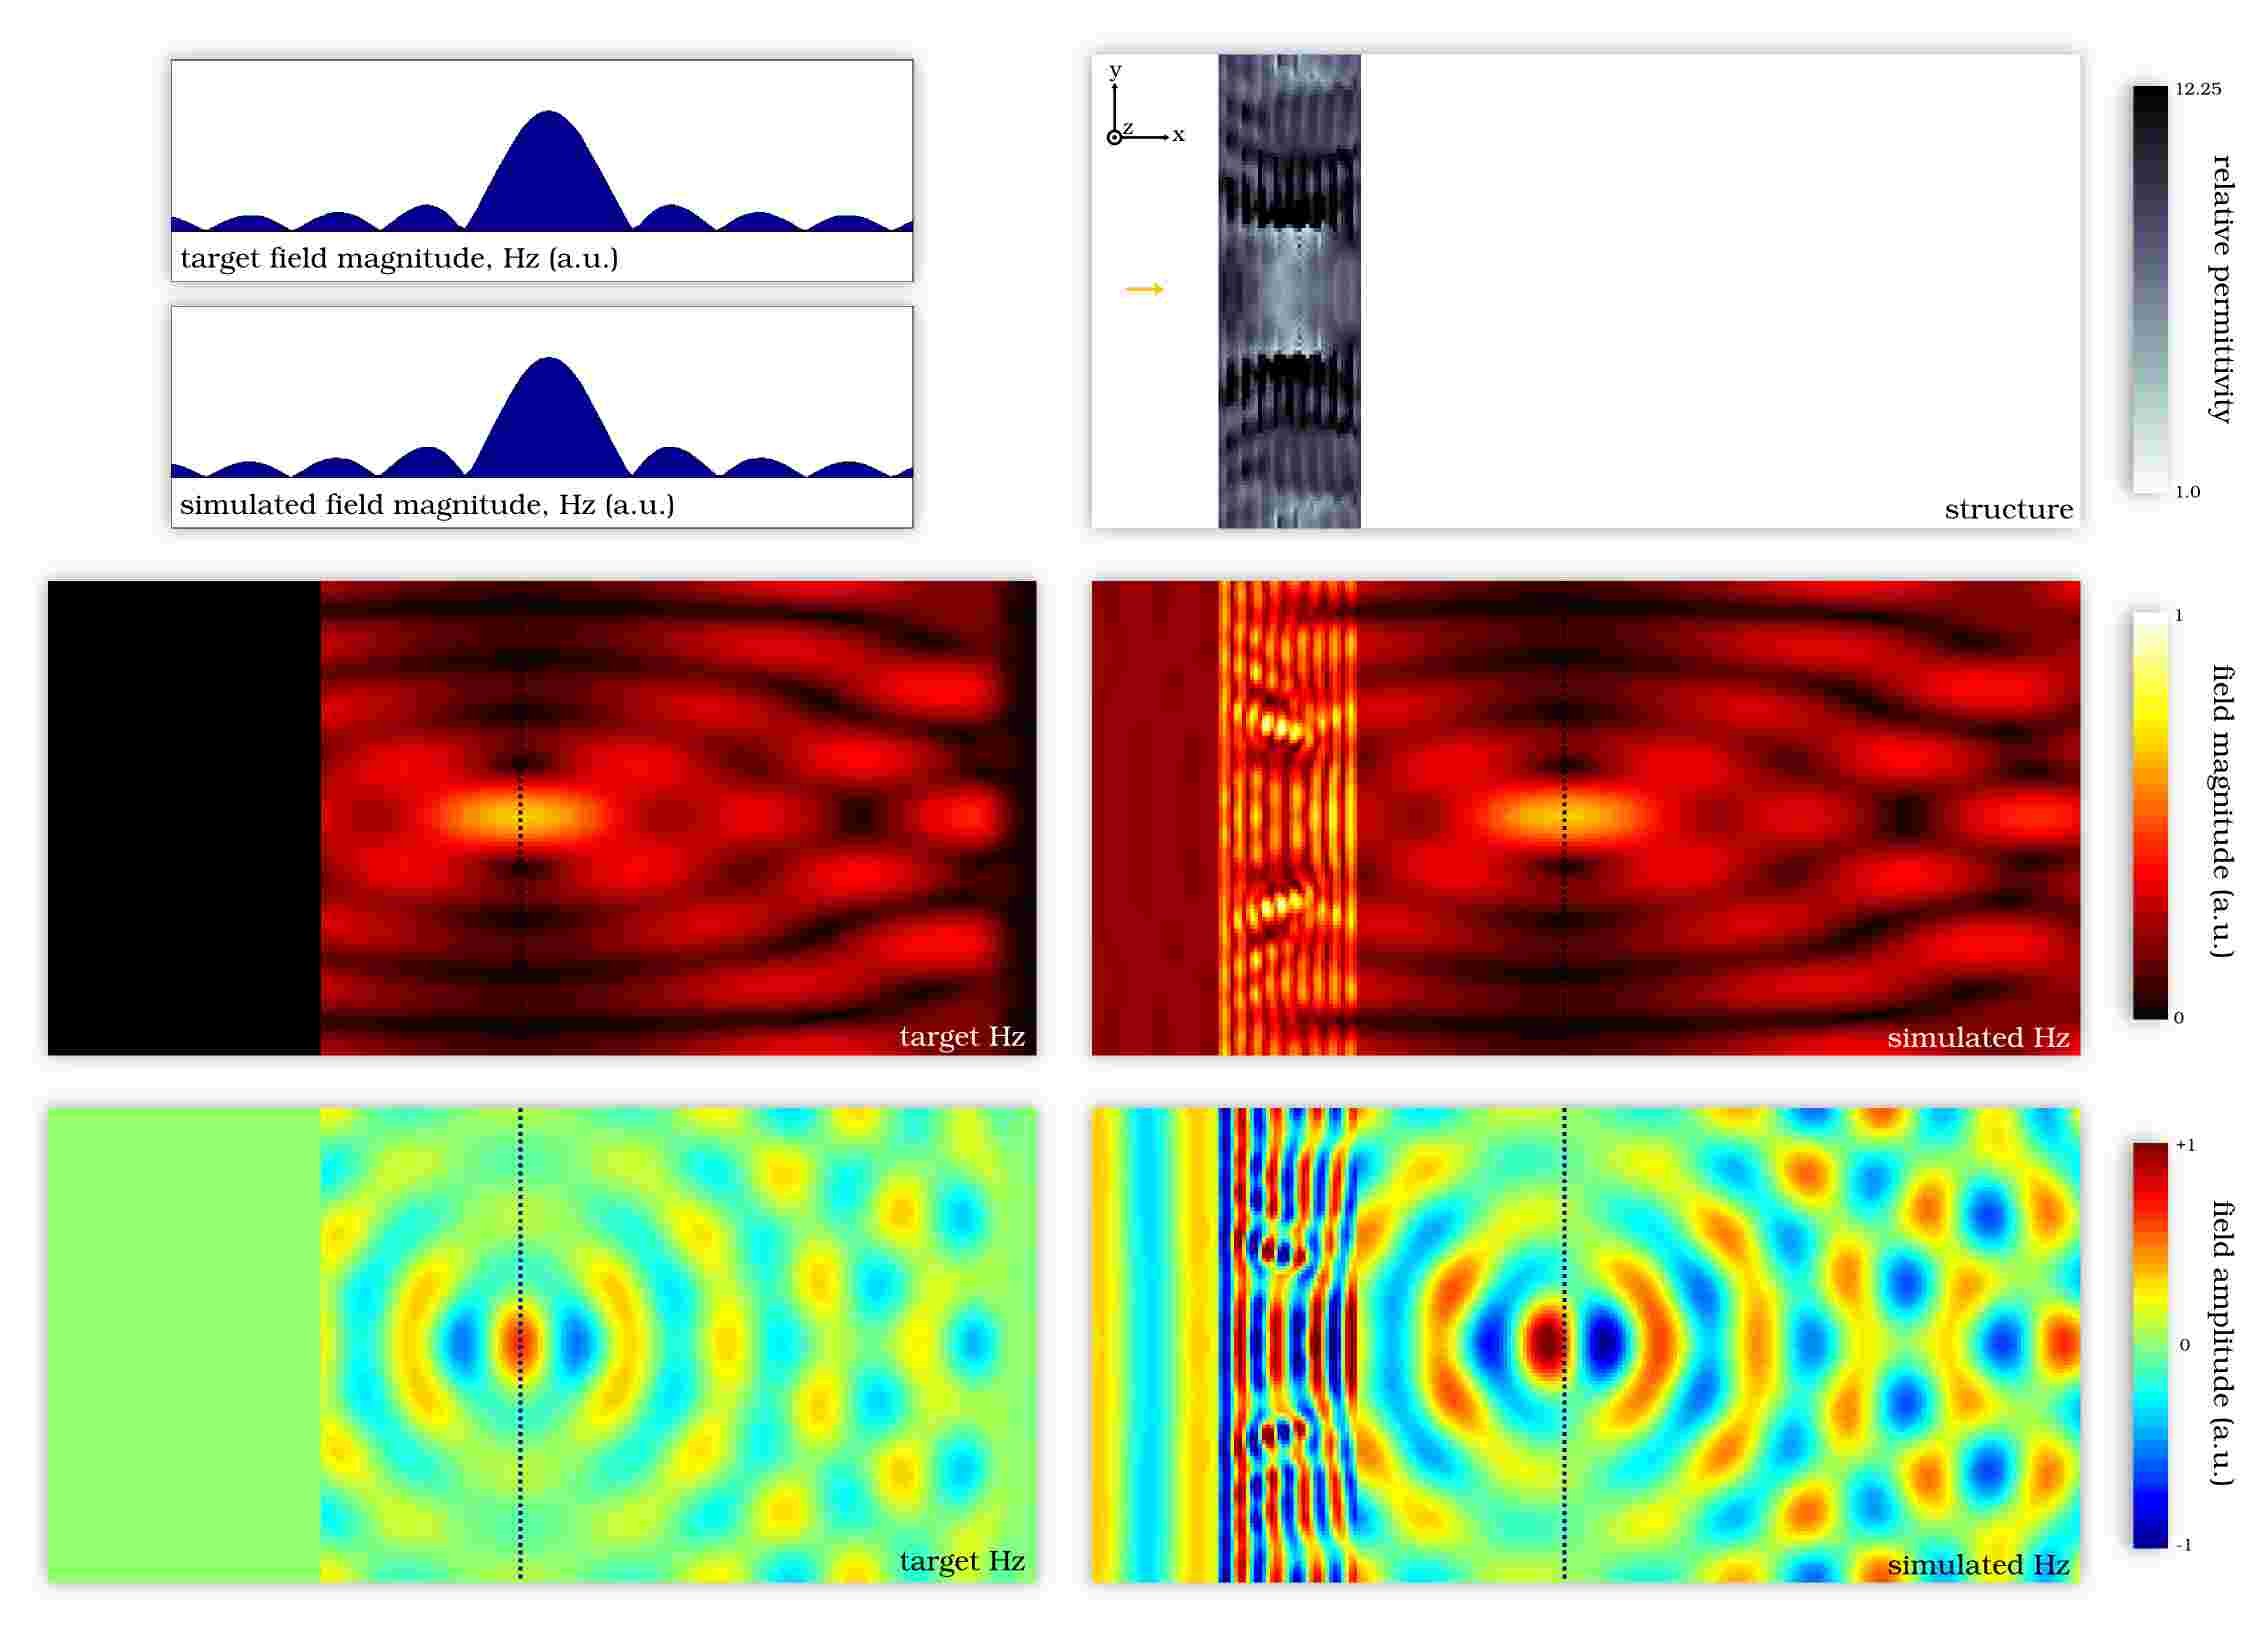 target field magnitude, Hz (a.u.)
simulated field magnitude, Hz (a.u.)
y
z
x
structure
12.25
relative permittivity
1.0
target Hz
simulated Hz
1
field magnitude (a.u.)
0
target Hz
simulated Hz
+1
0
field amplitude (a.u.)
-1